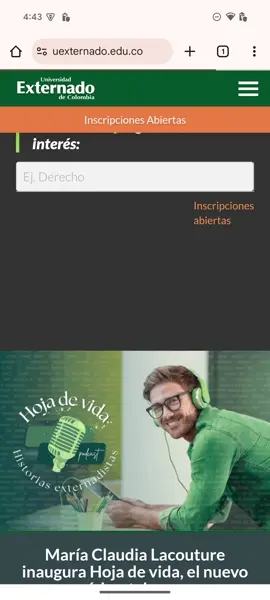 4:43
uexternado.edu.co
1
Universidad
Externado
de Colombia
Inscripciones Abiertas
interés:
Ej. Derecho
Inscripciones
abiertas
Hoja de vida:
podcast
Historias externadistas
María Claudia Lacouture
inaugura Hoja de vida, el nuevo